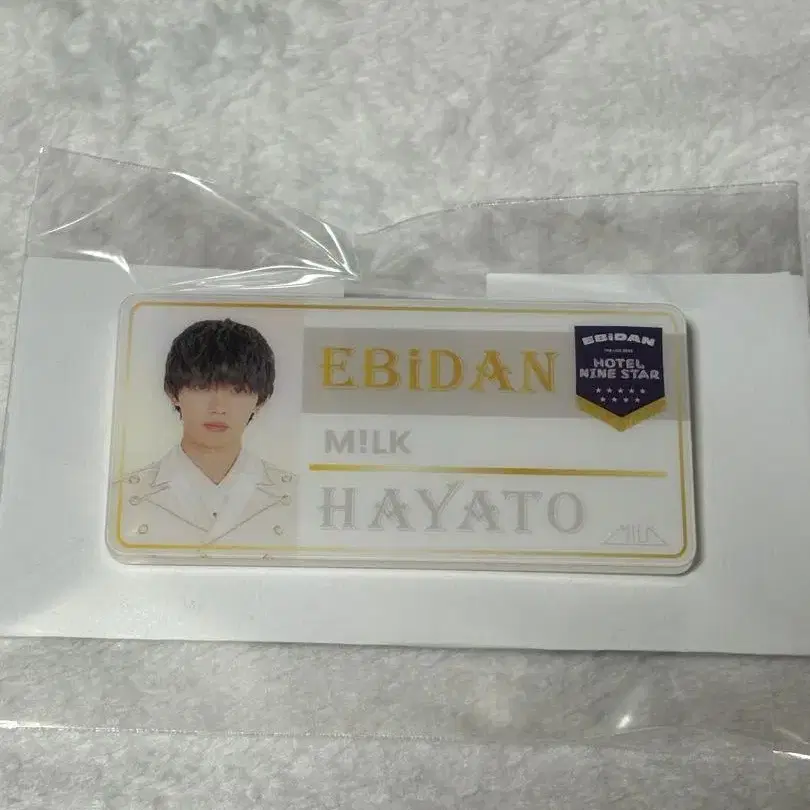 EBiDAN
EBiDAN
HOTEL
NINE STAR
M!LK
HAYATO
M!LK